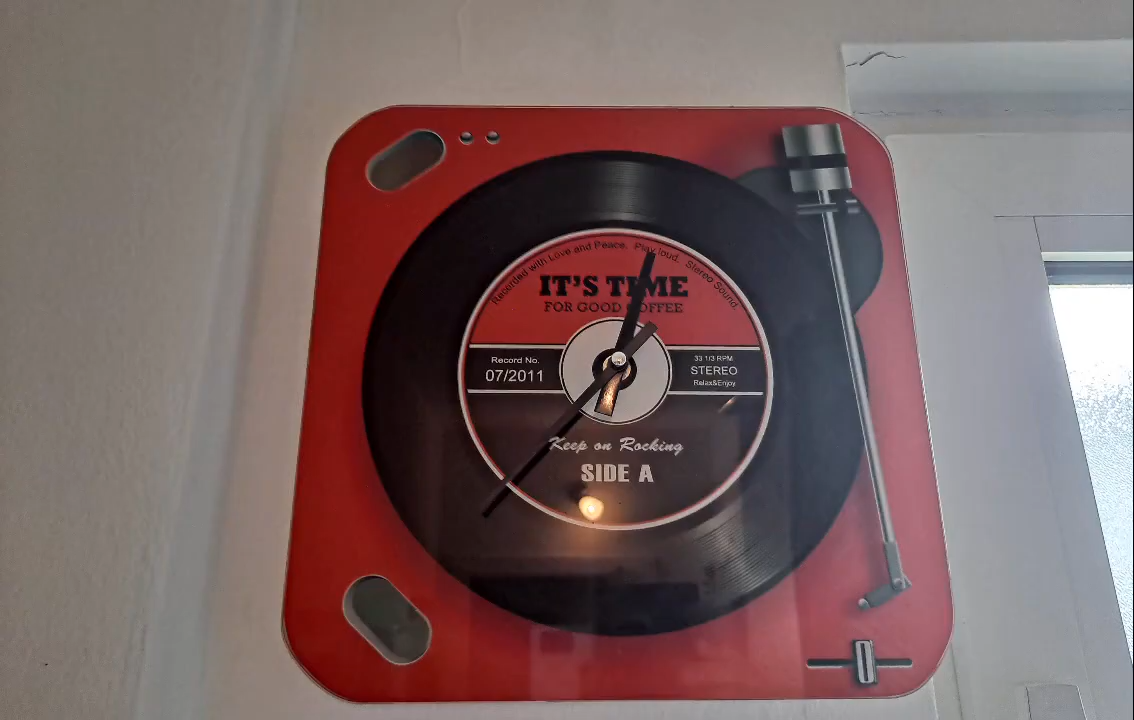 Recorded with Love and Peace. Play loud. Stereo Sound.
IT'S TIME
FOR GOOD COFFEE
Record No.
07/2011
33 1/3 RPM
STEREO
Relax&Enjoy
Keep on Rocking
SIDE A